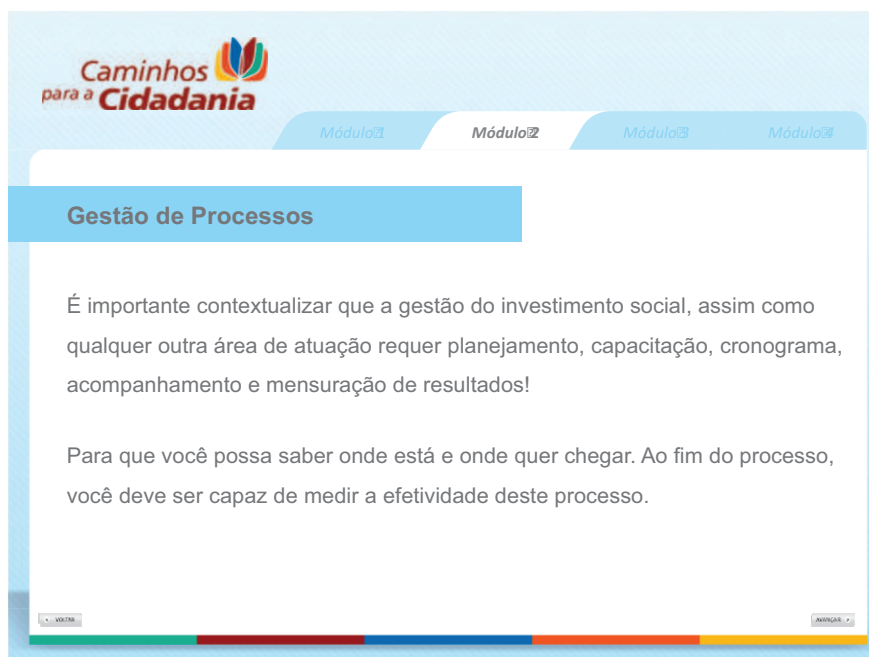 Caminhos
para a Cidadania
Módulo 1
Módulo 2
Módulo 3
Módulo 4
Gestão de Processos
É importante contextualizar que a gestão do investimento social, assim como
qualquer outra área de atuação requer planejamento, capacitação, cronograma,
acompanhamento e mensuração de resultados!
Para que você possa saber onde está e onde quer chegar. Ao fim do processo,
você deve ser capaz de medir a efetividade deste processo.
VOLTAR
AVANÇAR